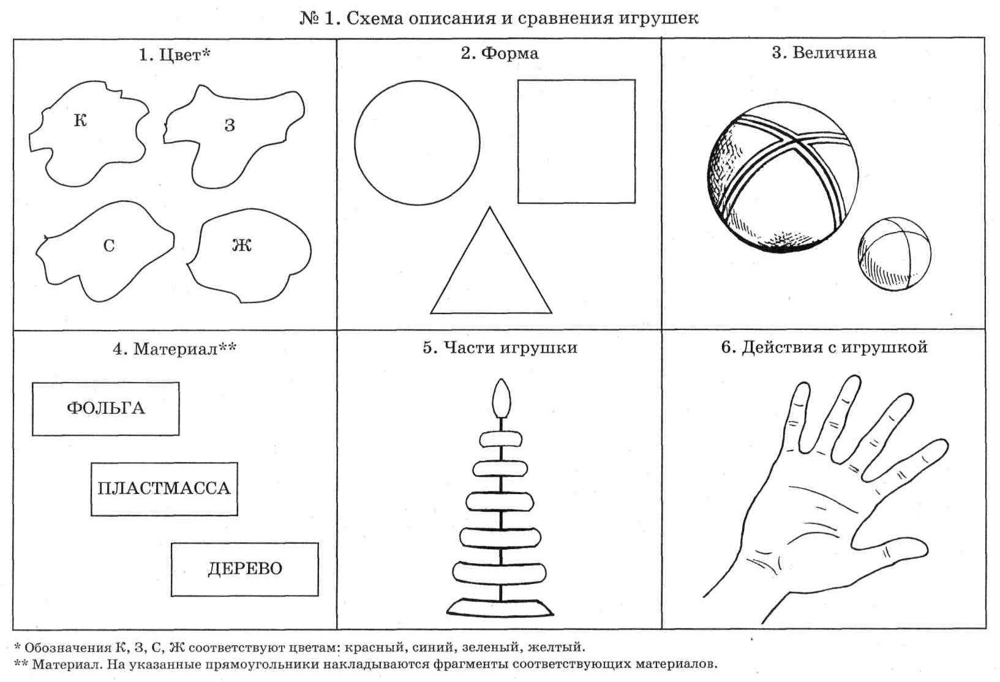 № 1. Схема описания и сравнения игрушек
1. Цвет*
К
З
С
Ж
2. Форма
3. Величина
4. Материал**
ФОЛЬГА
ПЛАСТМАССА
ДЕРЕВО
5. Части игрушки
6. Действия с игрушкой
* Обозначения К, З, С, Ж соответствуют цветам: красный, синий, зеленый, желтый.
** Материал. На указанные прямоугольники накладываются фрагменты соответствующих материалов.